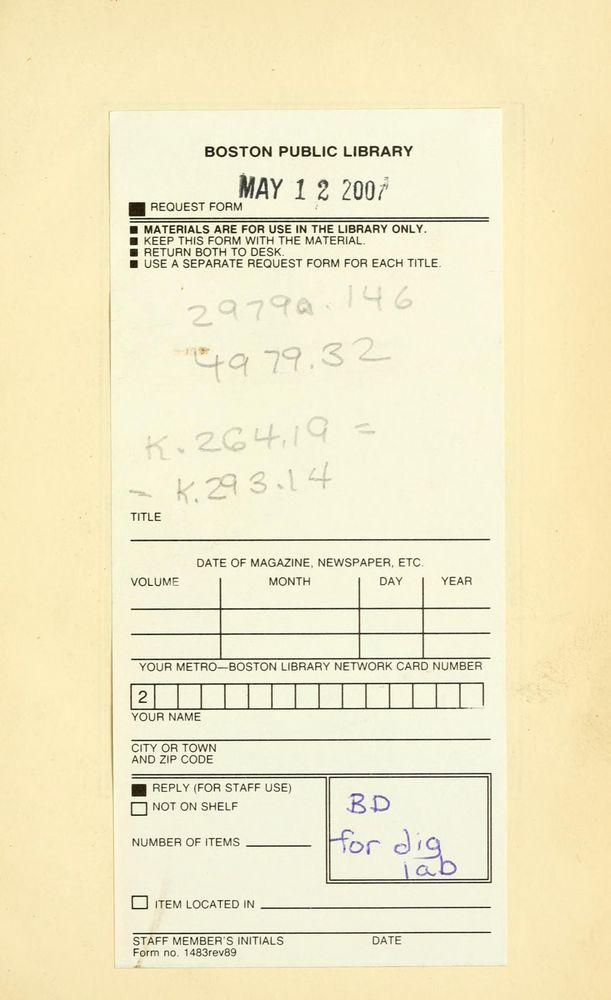 BOSTON PUBLIC LIBRARY
MAY 12 2007
REQUEST FORM
MATERIALS ARE FOR USE IN THE LIBRARY ONLY.
KEEP THIS FORM WITH THE MATERIAL.
RETURN BOTH TO DESK.
USE A SEPARATE REQUEST FORM FOR EACH TITLE.
2979a.146
4979.32
K.264.19 =
- K.293.14
TITLE
DATE OF MAGAZINE, NEWSPAPER, ETC.
VOLUME MONTH DAY YEAR
YOUR METRO—BOSTON LIBRARY NETWORK CARD NUMBER
2
YOUR NAME
CITY OR TOWN
AND ZIP CODE
REPLY (FOR STAFF USE)
NOT ON SHELF
NUMBER OF ITEMS
BD
for dig
lab
ITEM LOCATED IN
STAFF MEMBER'S INITIALS DATE
Form no. 1483rev89